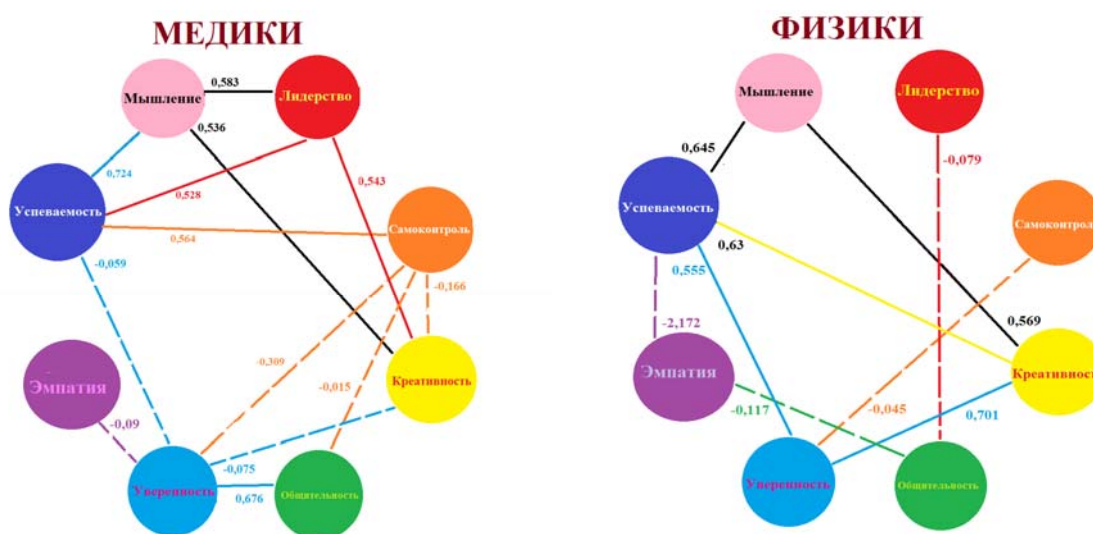 МЕДИКИ
0,583
Мышление
Лидерство
0,536
0,724
0,528
0,543
Успеваемость
Самоконтроль
0,564
-0,059
-0,166
-0,309
-0,015
Эмпатия
Креативность
-0,09
-0,075
Уверенность
0,676
Общительность
ФИЗИКИ
Мышление
Лидерство
0,645
-0,079
Успеваемость
Самоконтроль
0,63
0,555
-2,172
0,569
Эмпатия
Креативность
-0,117
-0,045
0,701
Уверенность
Общительность